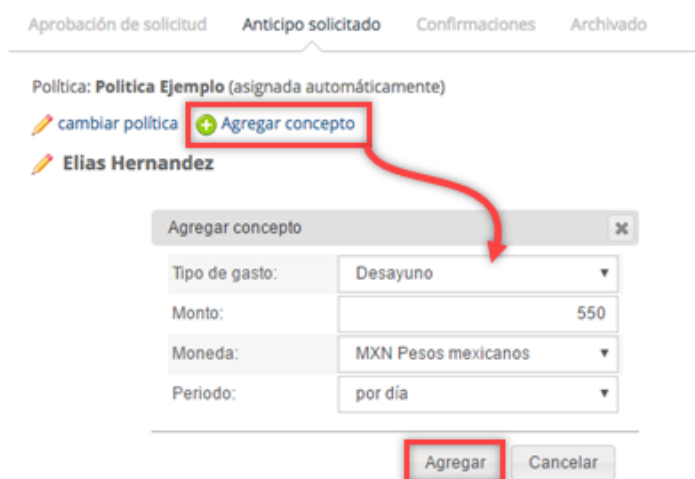 Aprobación de solicitud Anticipo solicitado Confirmaciones Archivado
Política: Politica Ejemplo (asignada automáticamente)
cambiar política Agregar concepto
Elias Hernandez
Agregar concepto
Tipo de gasto: Desayuno
Monto: 550
Moneda: MXN Pesos mexicanos
Periodo: por día
Agregar Cancelar